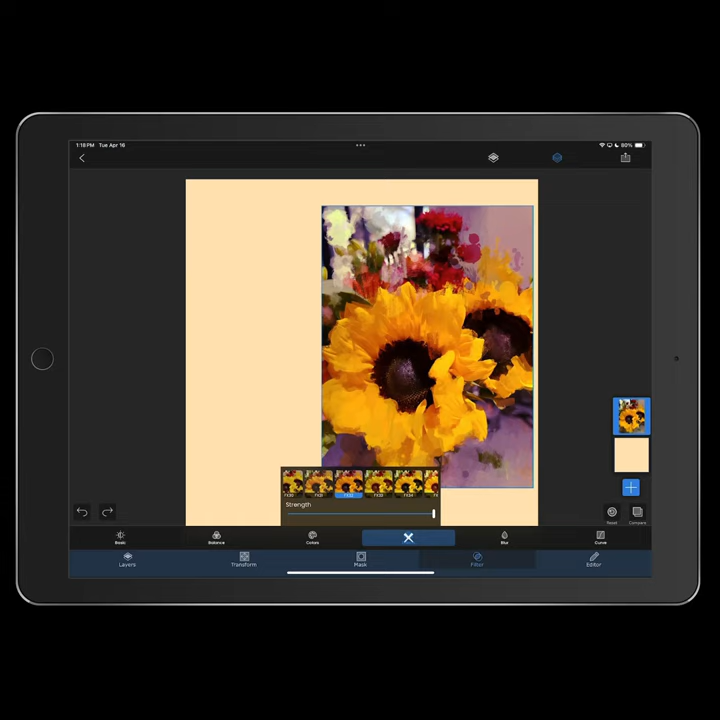 1:18 PM Tue Apr 16
80%
Strength
Reset
Compare
Basic
Balance
Colors
Blur
Curve
Layers
Transform
Mask
Filter
Editor